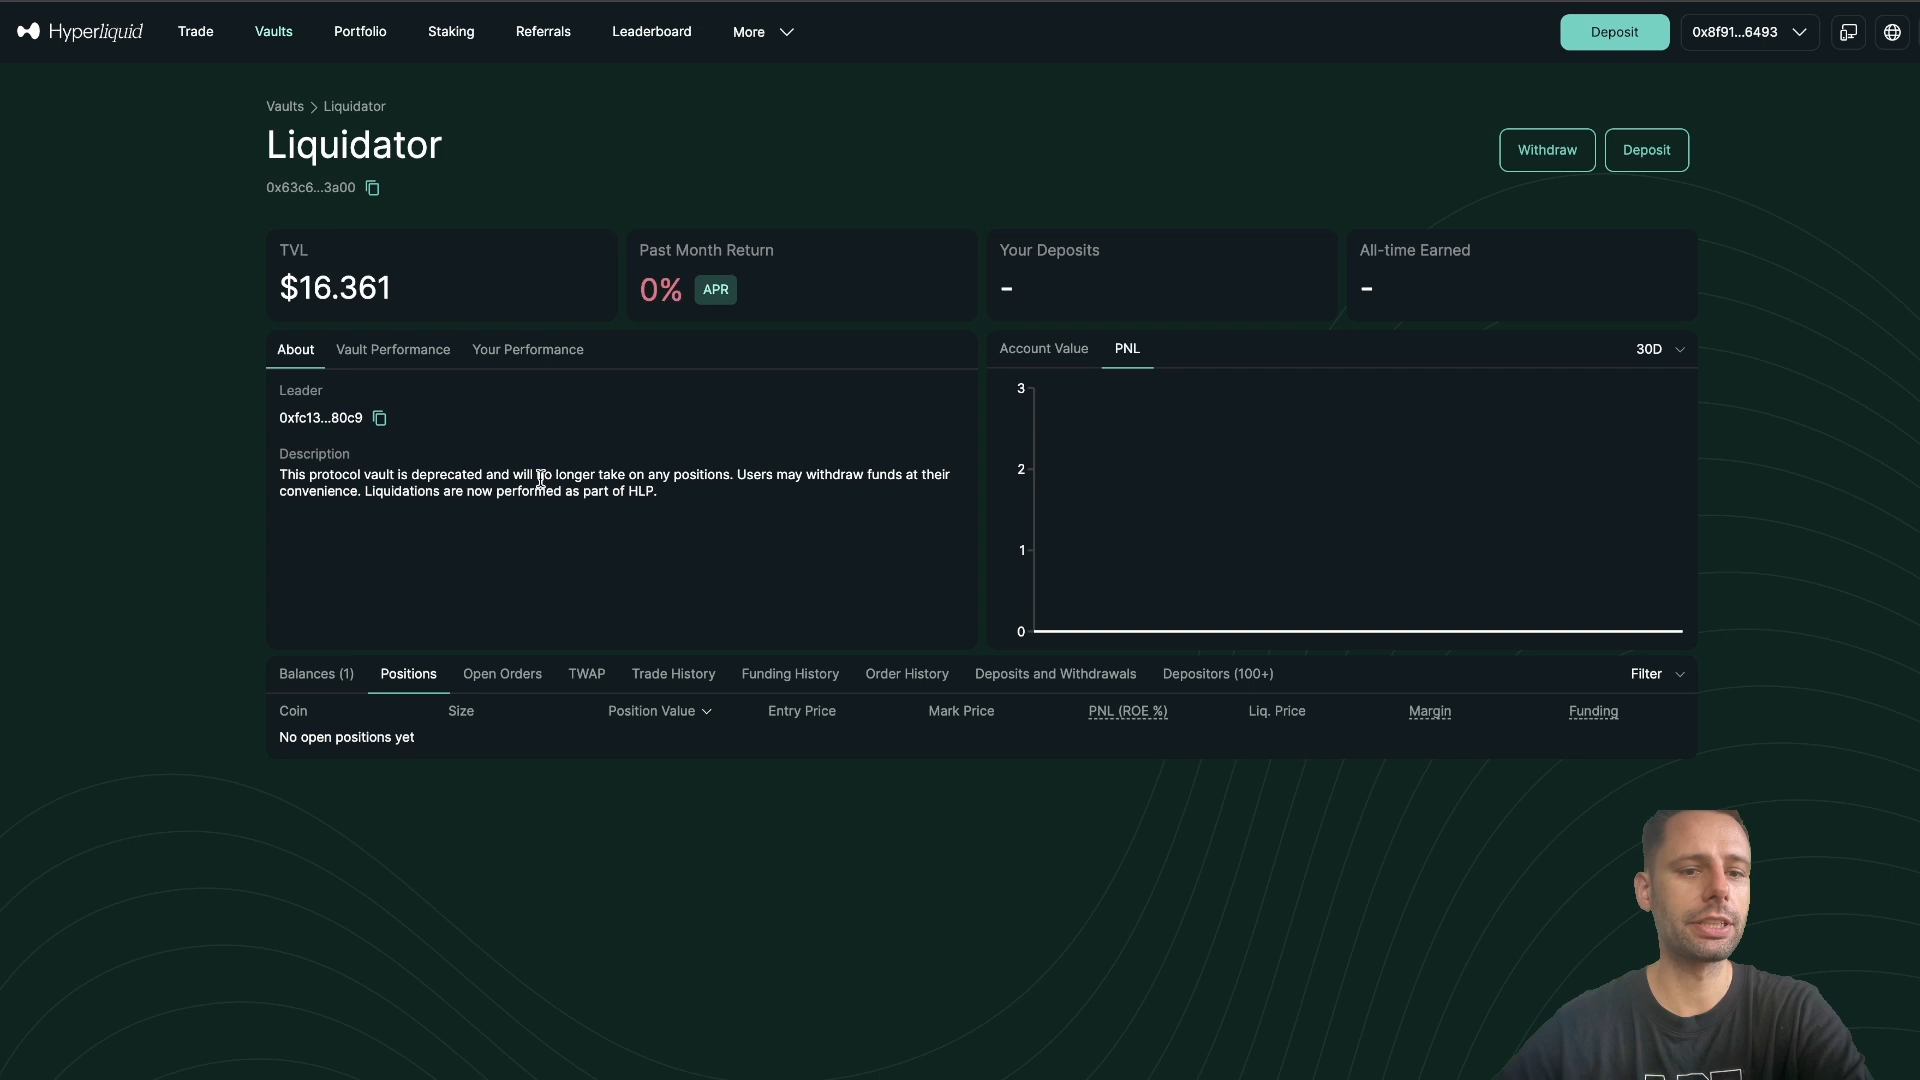 Hyperliquid Trade Vaults Portfolio Staking Referrals Leaderboard More Deposit 0x8f91...6493
Vaults > Liquidator
Liquidator
Withdraw Deposit
0x63c6...3a00
TVL Past Month Return Your Deposits All-time Earned
$16.361 0% APR - -
About Vault Performance Your Performance
Account Value PNL 30D
Leader
0xfc13...80c9
Description
This protocol vault is deprecated and will no longer take on any positions. Users may withdraw funds at their
convenience. Liquidations are now performed as part of HLP.
3
2
1
0
Balances (1) Positions Open Orders TWAP Trade History Funding History Order History Deposits and Withdrawals Depositors (100+) Filter
Coin Size Position Value Entry Price Mark Price PNL (ROE %) Liq. Price Margin Funding
No open positions yet